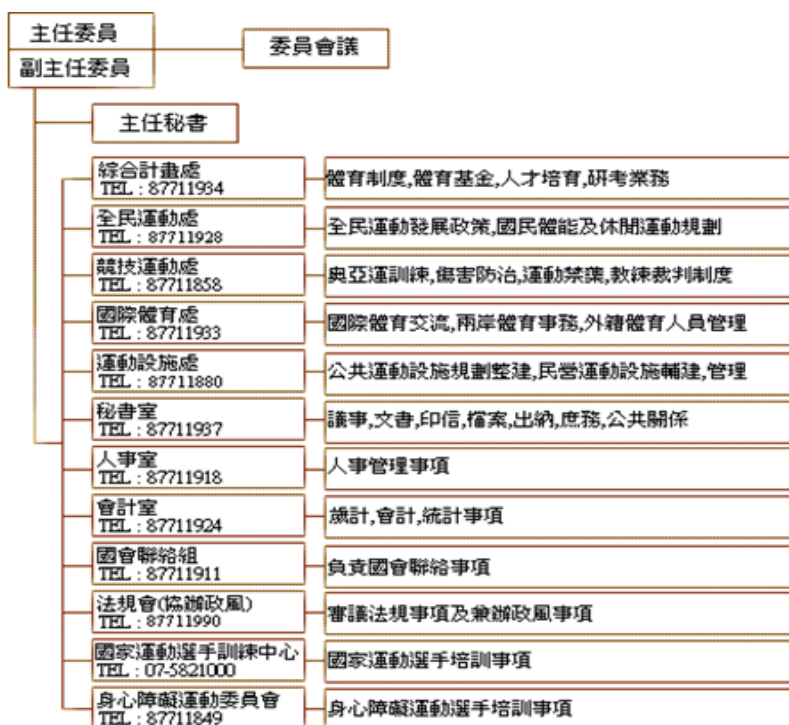 主任委員
副主任委員
委員會議
主任秘書
綜合計畫處
TEL : 87711934
體育制度,體育基金,人才培育,研考業務
全民運動處
TEL : 87711928
全民運動發展政策,國民體能及休閒運動規劃
競技運動處
TEL : 87711858
奧亞運訓練,傷害防治,運動禁藥,教練裁判制度
國際體育處
TEL : 87711933
國際體育交流,兩岸體育事務,外籍體育人員管理
運動設施處
TEL : 87711880
公共運動設施規劃整建,民營運動設施輔建,管理
秘書室
TEL : 87711937
議事,文書,印信,檔案,出納,庶務,公共關係
人事室
TEL : 87711918
人事管理事項
會計室
TEL : 87711924
歲計,會計,統計事項
國會聯絡組
TEL : 87711911
負責國會聯絡事項
法規會(協辦政風)
TEL : 87711990
審議法規事項及兼辦政風事項
國家運動選手訓練中心
TEL : 07-5821000
國家運動選手培訓事項
身心障礙運動委員會
TEL : 87711849
身心障礙運動選手培訓事項